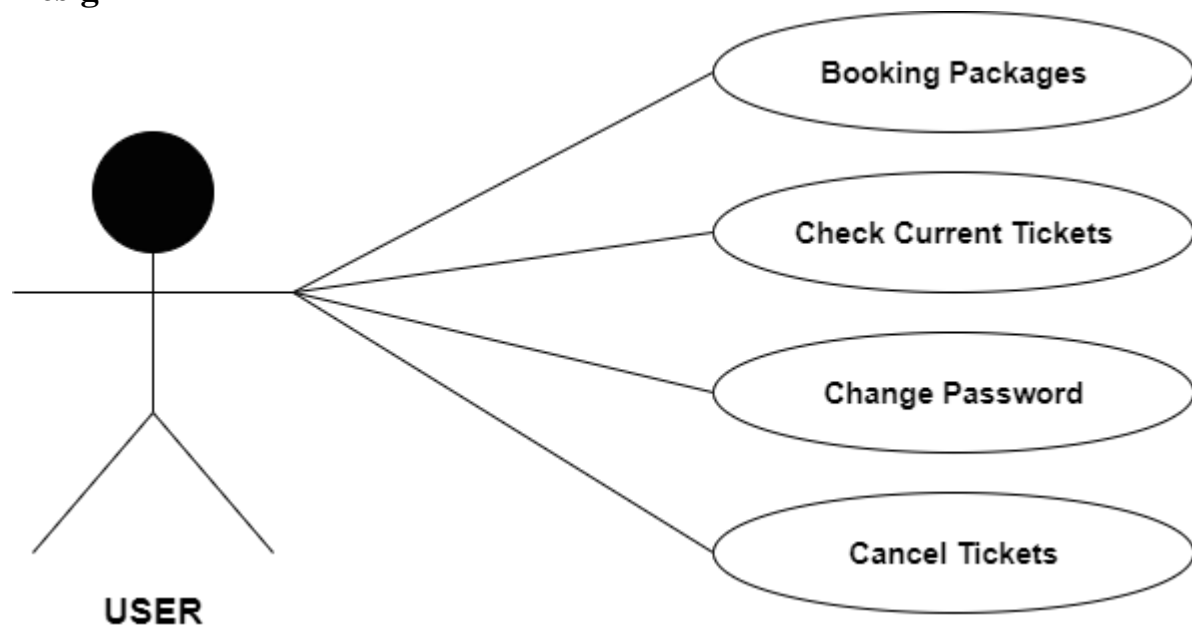 Booking Packages
Check Current Tickets
Change Password
Cancel Tickets
USER